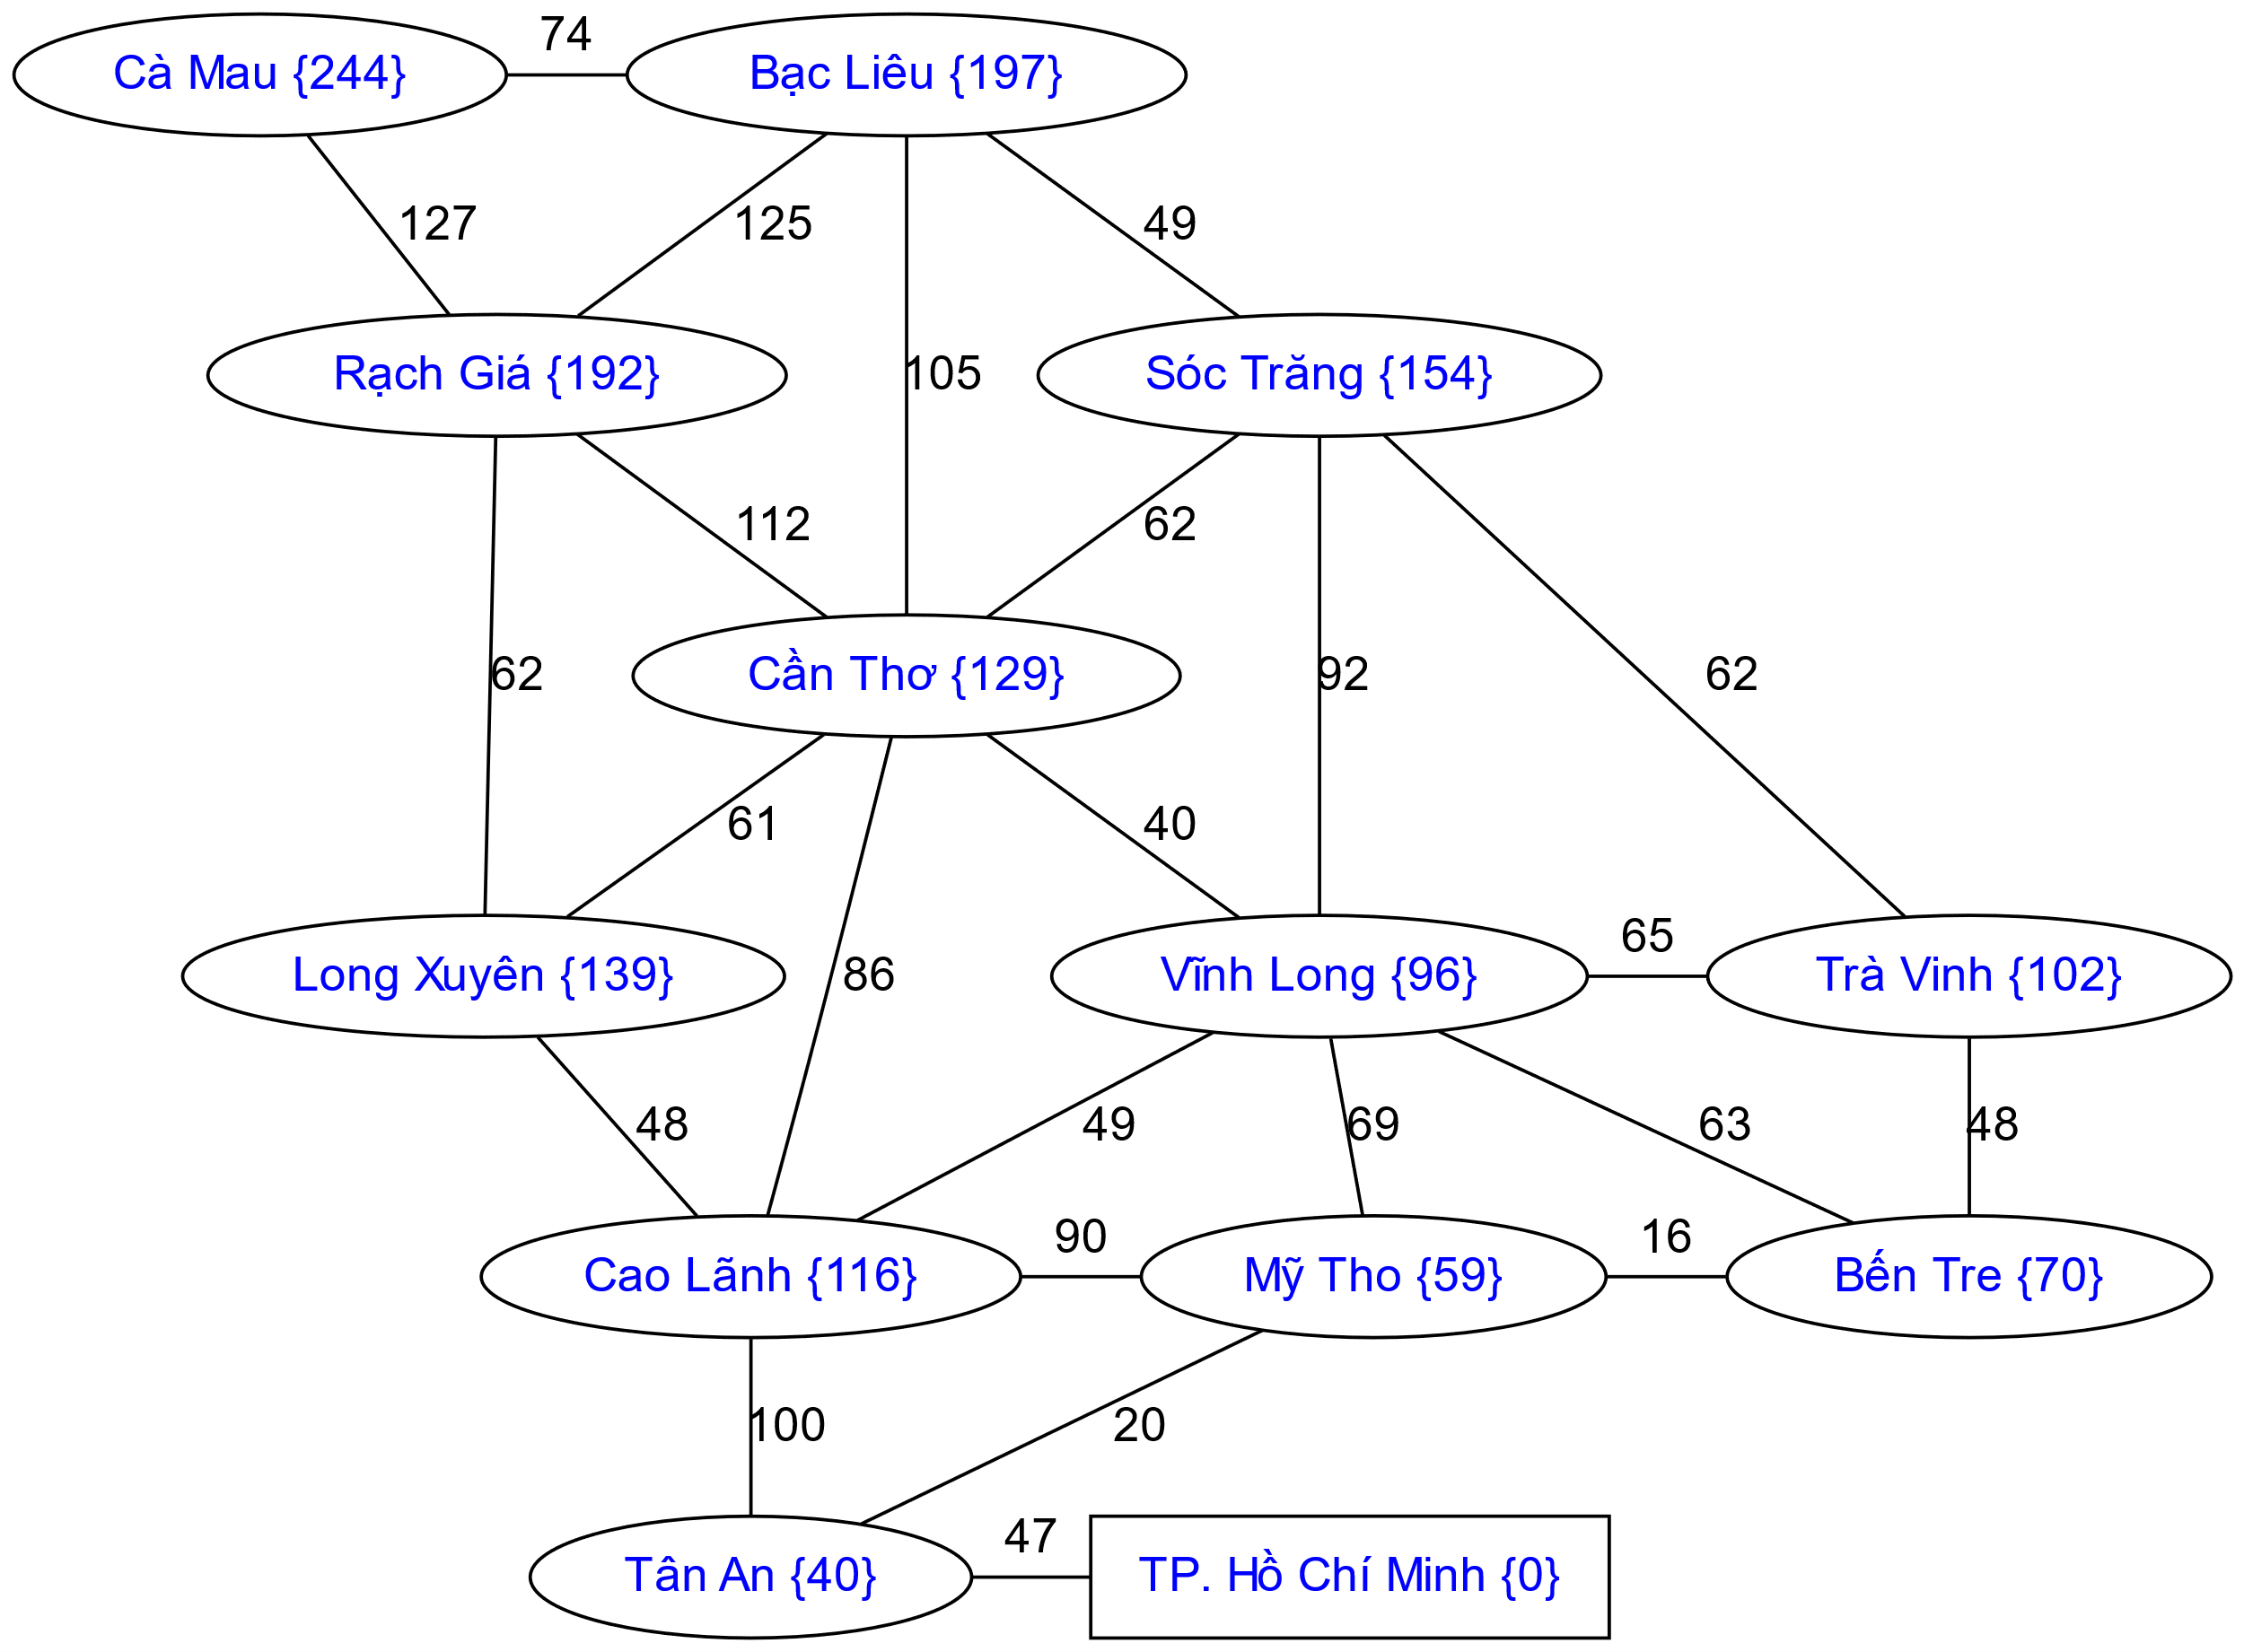 74
Cà Mau {244}
Bạc Liêu {197}
127
125
49
Rạch Giá {192}
105
Sóc Trăng {154}
112
62
62
Cần Thơ {129}
92
62
61
40
65
Long Xuyên {139}
86
Vĩnh Long {96}
Trà Vinh {102}
48
49
69
63
48
90
16
Cao Lãnh {116}
Mỹ Tho {59}
Bến Tre {70}
100
20
47
Tân An {40}
TP. Hồ Chí Minh {0}